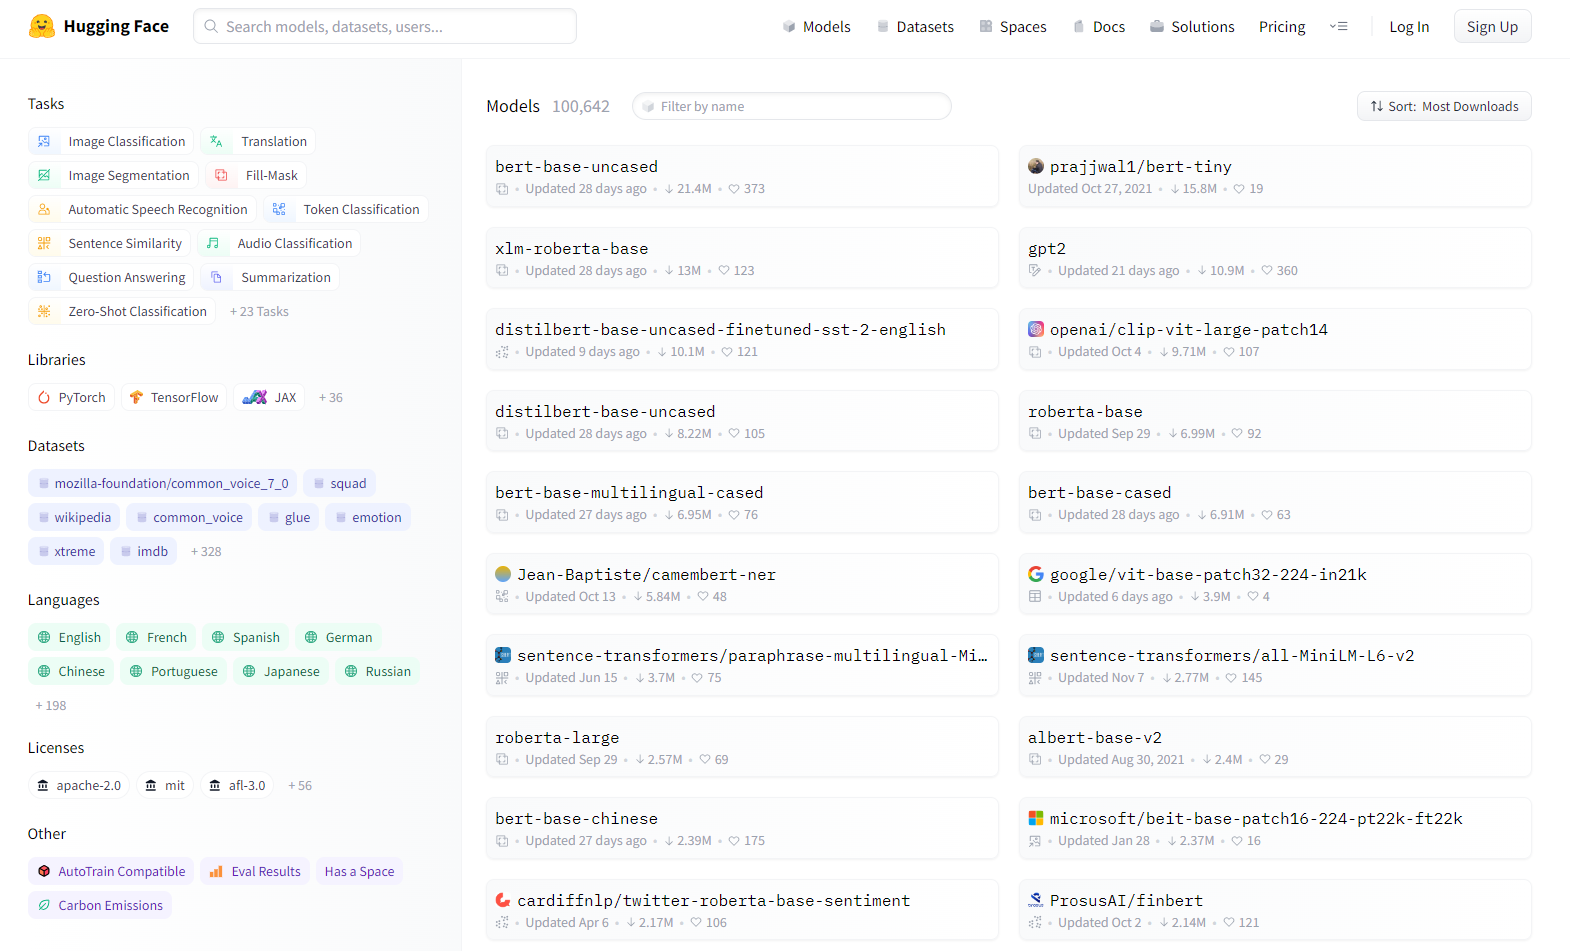 Hugging Face
Search models, datasets, users...
Models
Datasets
Spaces
Docs
Solutions
Pricing
Log In
Sign Up
Tasks
Image Classification
Translation
Image Segmentation
Fill-Mask
Automatic Speech Recognition
Token Classification
Sentence Similarity
Audio Classification
Question Answering
Summarization
Zero-Shot Classification
+ 23 Tasks
Libraries
PyTorch
TensorFlow
JAX
+ 36
Datasets
mozilla-foundation/common_voice_7_0
squad
wikipedia
common_voice
glue
emotion
xtreme
imdb
+ 328
Languages
English
French
Spanish
German
Chinese
Portuguese
Japanese
Russian
+ 198
Licenses
apache-2.0
mit
afl-3.0
+ 56
Other
AutoTrain Compatible
Eval Results
Has a Space
Carbon Emissions
Models 100,642
Filter by name
Sort: Most Downloads
bert-base-uncased
• Updated 28 days ago • ↓ 21.4M • ♡ 373
prajjwal1/bert-tiny
Updated Oct 27, 2021 • ↓ 15.8M • ♡ 19
xlm-roberta-base
• Updated 28 days ago • ↓ 13M • ♡ 123
gpt2
• Updated 21 days ago • ↓ 10.9M • ♡ 360
distilbert-base-uncased-finetuned-sst-2-english
• Updated 9 days ago • ↓ 10.1M • ♡ 121
openai/clip-vit-large-patch14
• Updated Oct 4 • ↓ 9.71M • ♡ 107
distilbert-base-uncased
• Updated 28 days ago • ↓ 8.22M • ♡ 105
roberta-base
• Updated Sep 29 • ↓ 6.99M • ♡ 92
bert-base-multilingual-cased
• Updated 27 days ago • ↓ 6.95M • ♡ 76
bert-base-cased
• Updated 28 days ago • ↓ 6.91M • ♡ 63
Jean-Baptiste/camembert-ner
• Updated Oct 13 • ↓ 5.84M • ♡ 48
google/vit-base-patch32-224-in21k
• Updated 6 days ago • ↓ 3.9M • ♡ 4
sentence-transformers/paraphrase-multilingual-Mi…
• Updated Jun 15 • ↓ 3.7M • ♡ 75
sentence-transformers/all-MiniLM-L6-v2
• Updated Nov 7 • ↓ 2.77M • ♡ 145
roberta-large
• Updated Sep 29 • ↓ 2.57M • ♡ 69
albert-base-v2
• Updated Aug 30, 2021 • ↓ 2.4M • ♡ 29
bert-base-chinese
• Updated 27 days ago • ↓ 2.39M • ♡ 175
microsoft/beit-base-patch16-224-pt22k-ft22k
• Updated Jan 28 • ↓ 2.37M • ♡ 16
cardiffnlp/twitter-roberta-base-sentiment
• Updated Apr 6 • ↓ 2.17M • ♡ 106
ProsusAI/finbert
• Updated Oct 2 • ↓ 2.14M • ♡ 121